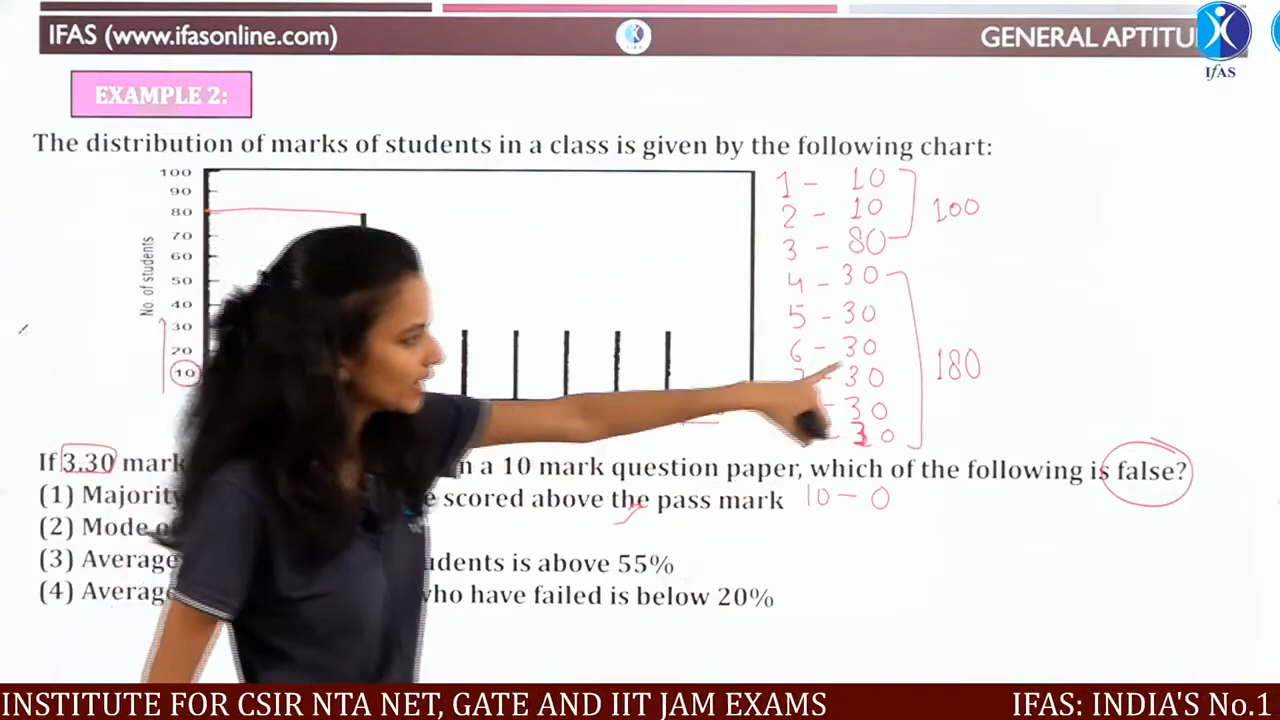 IFAS (www.ifasonline.com)
GENERAL APTITU
IfAS
EXAMPLE 2:
The distribution of marks of students in a class is given by the following chart:
100
90
80
70
60
50
40
30
20
10
No. of students
1 - 10
2 - 10
3 - 80
100
4 - 30
5 - 30
6 - 30
- 30
- 30
180
If 3.30 mark n a 10 mark question paper, which of the following is false?
(1) Majority scored above the pass mark
10 - 0
(2) Mode
(3) Average dents is above 55%
(4) Average who have failed is below 20%
INSTITUTE FOR CSIR NTA NET, GATE AND IIT JAM EXAMS
IFAS: INDIA'S No.1